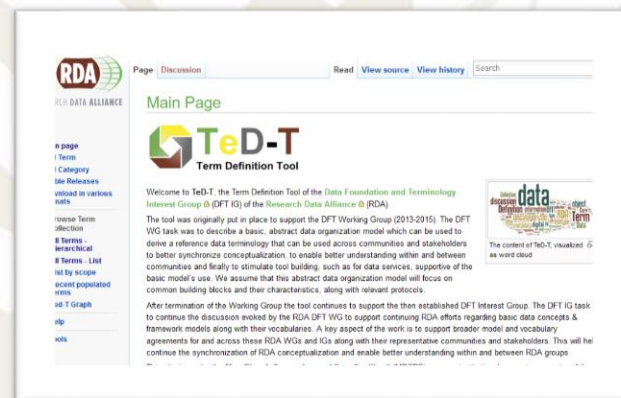 RDA
RCH DATA ALLIANCE
Page Discussion
Read View source View history
Search
Main Page
TeD-T
Term Definition Tool
n page
Term
Category
ble Releases
wnload in various
mats
rowse Term
ollection
ll Terms -
ierarchical
ll Terms - List
ist by scope
ecent populated
erms
ed-T Graph
elp
ools
Welcome to TeD-T, the Term Definition Tool of the Data Foundation and Terminology
Interest Group (DFT IG) of the Research Data Alliance (RDA).
The tool was originally put in place to support the DFT Working Group (2013-2015). The DFT
WG task was to describe a basic, abstract data organization model which can be used to
derive a reference data terminology that can be used across communities and stakeholders
to better synchronize conceptualization, to enable better understanding within and between
communities and finally to stimulate tool building, such as for data services, supportive of the
basic model's use. We assume that this abstract data organization model will focus on
common building blocks and their characteristics, along with relevant protocols.
data
discussion
Definition
information
object
Term
Data
digital
RDA
The content of TeD-T, visualized
as word cloud
After termination of the Working Group the tool continues to support the then established DFT Interest Group. The DFT IG task
to continue the discussion evoked by the RDA DFT WG to support continuing RDA efforts regarding basic data concepts &
framework models along with their vocabularies. A key aspect of the work is to support broader model and vocabulary
agreements for and across these RDA WGs and IGs along with their representative communities and stakeholders. This will hel
continue the synchronization of RDA conceptualization and enable better understanding within and between RDA groups.